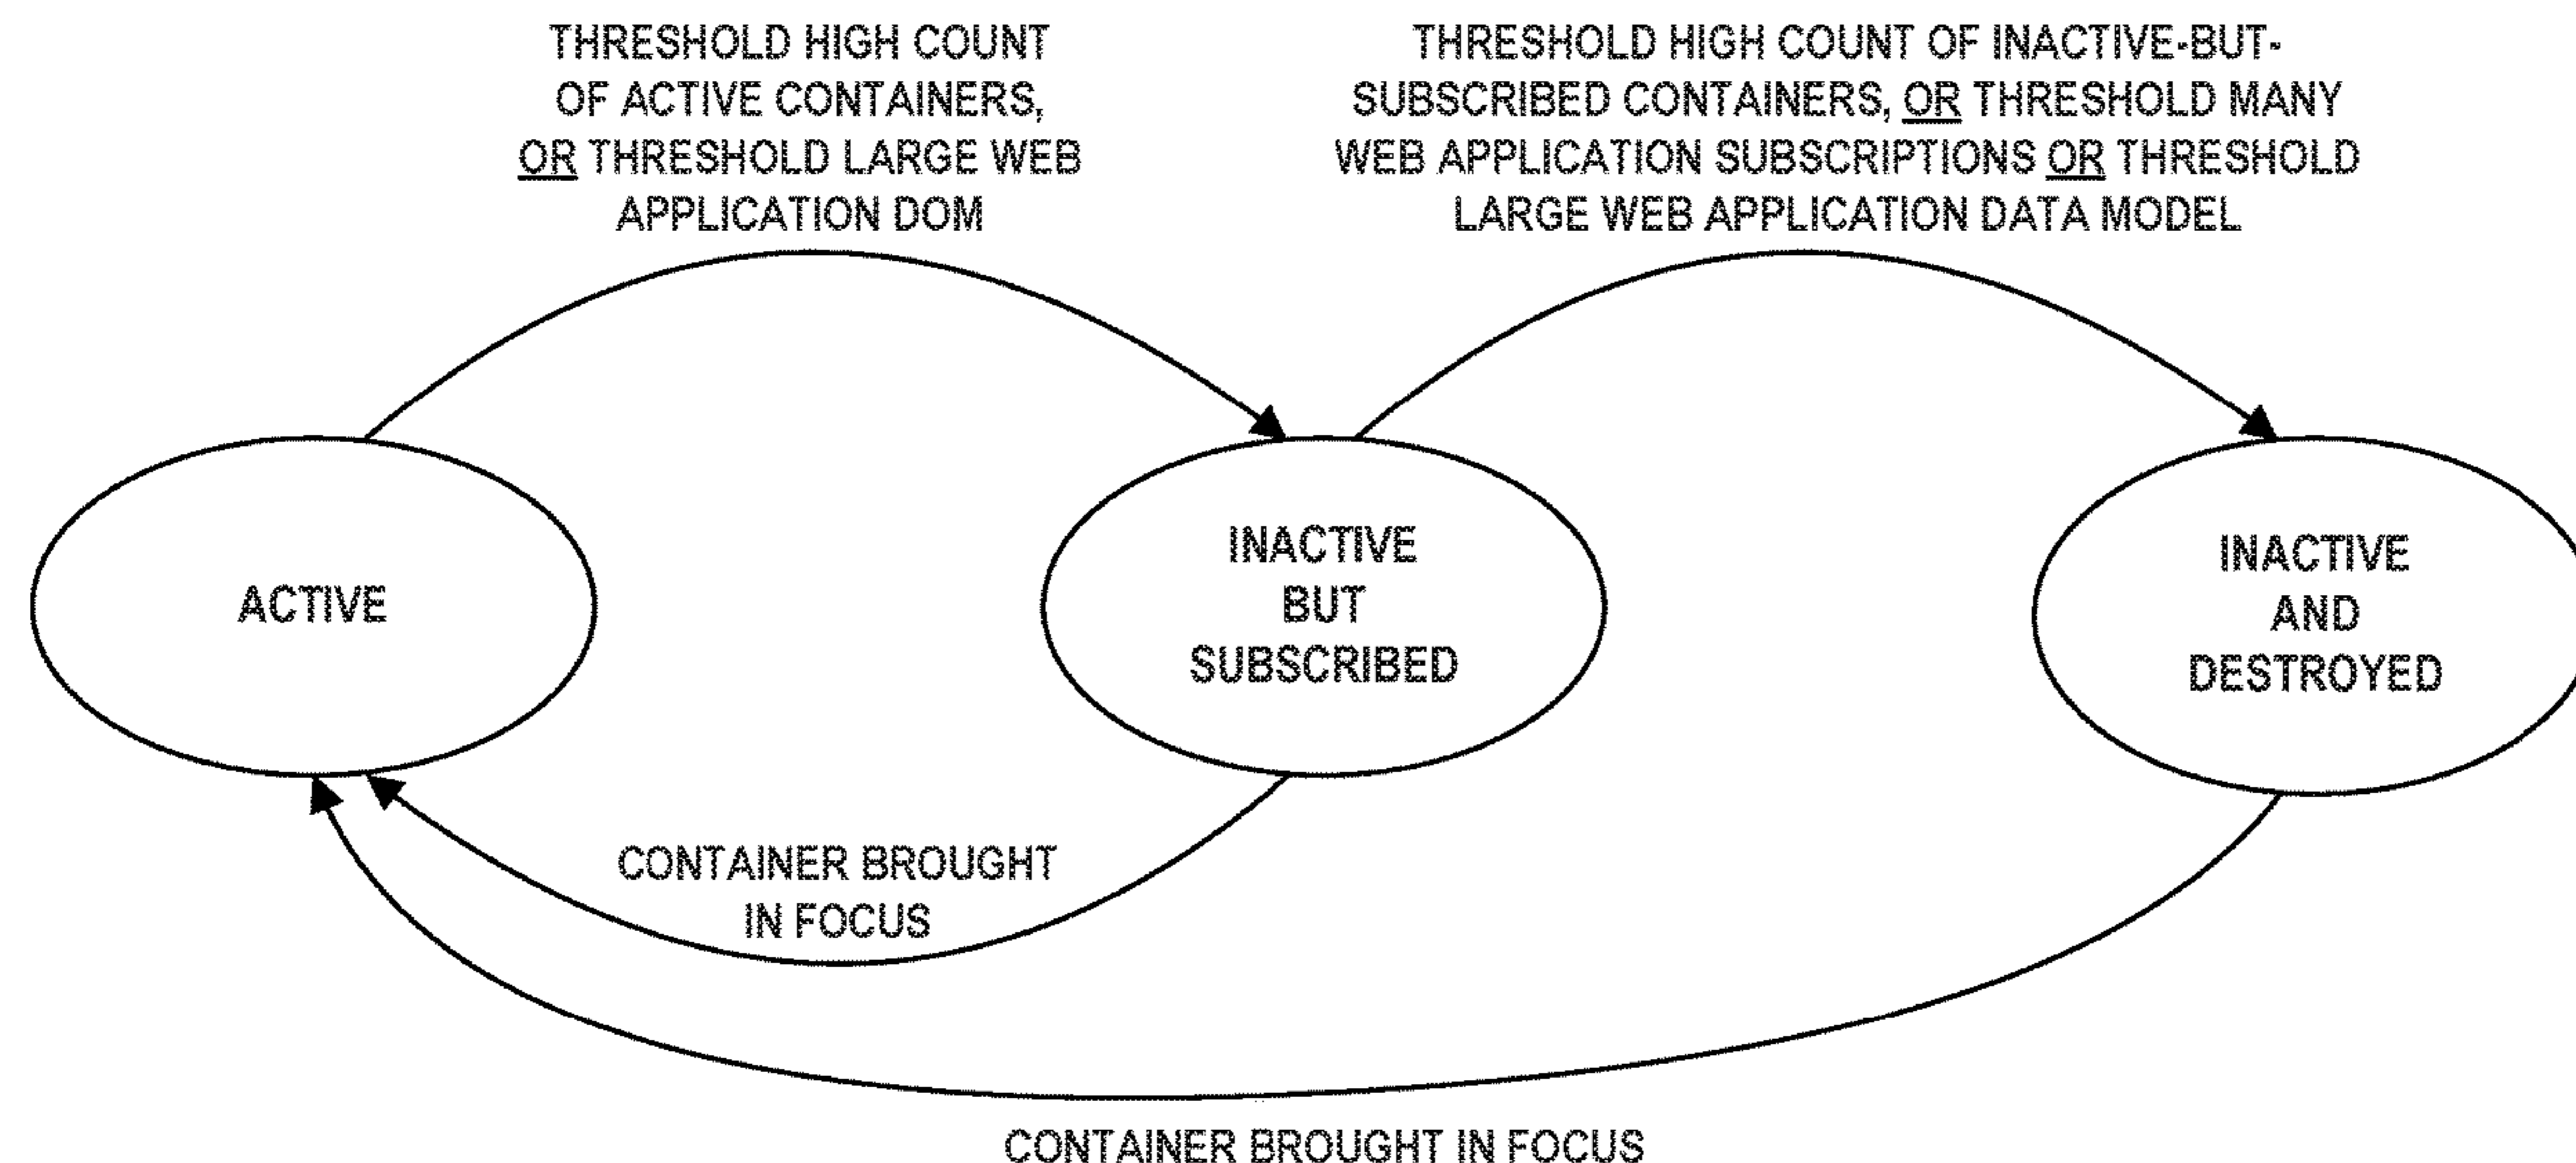 THRESHOLD HIGH COUNT
OF ACTIVE CONTAINERS,
OR THRESHOLD LARGE WEB
APPLICATION DOM
THRESHOLD HIGH COUNT OF INACTIVE-BUT-
SUBSCRIBED CONTAINERS, OR THRESHOLD MANY
WEB APPLICATION SUBSCRIPTIONS OR THRESHOLD
LARGE WEB APPLICATION DATA MODEL
ACTIVE
INACTIVE
BUT
SUBSCRIBED
INACTIVE
AND
DESTROYED
CONTAINER BROUGHT
IN FOCUS
CONTAINER BROUGHT IN FOCUS